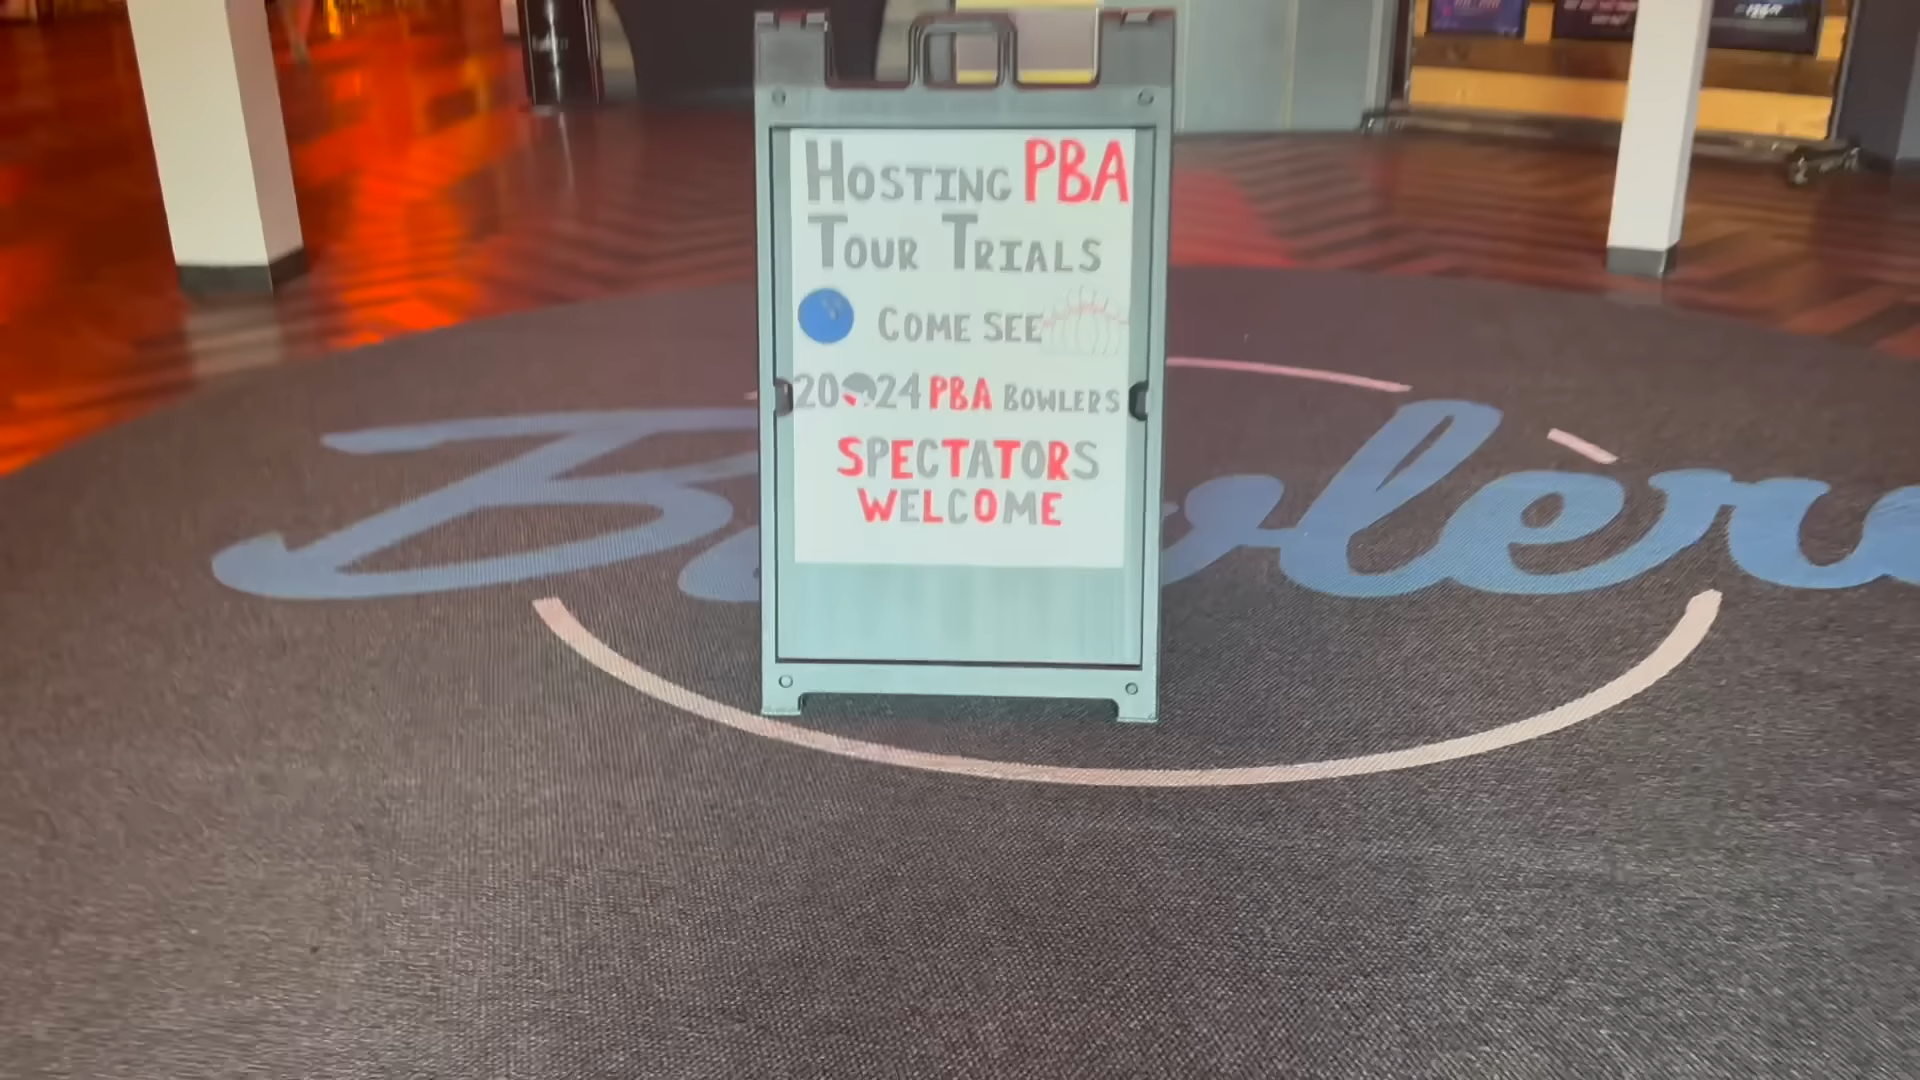 HOSTING PBA
TOUR TRIALS
COME SEE
2024 PBA BOWLERS
SPECTATORS
WELCOME